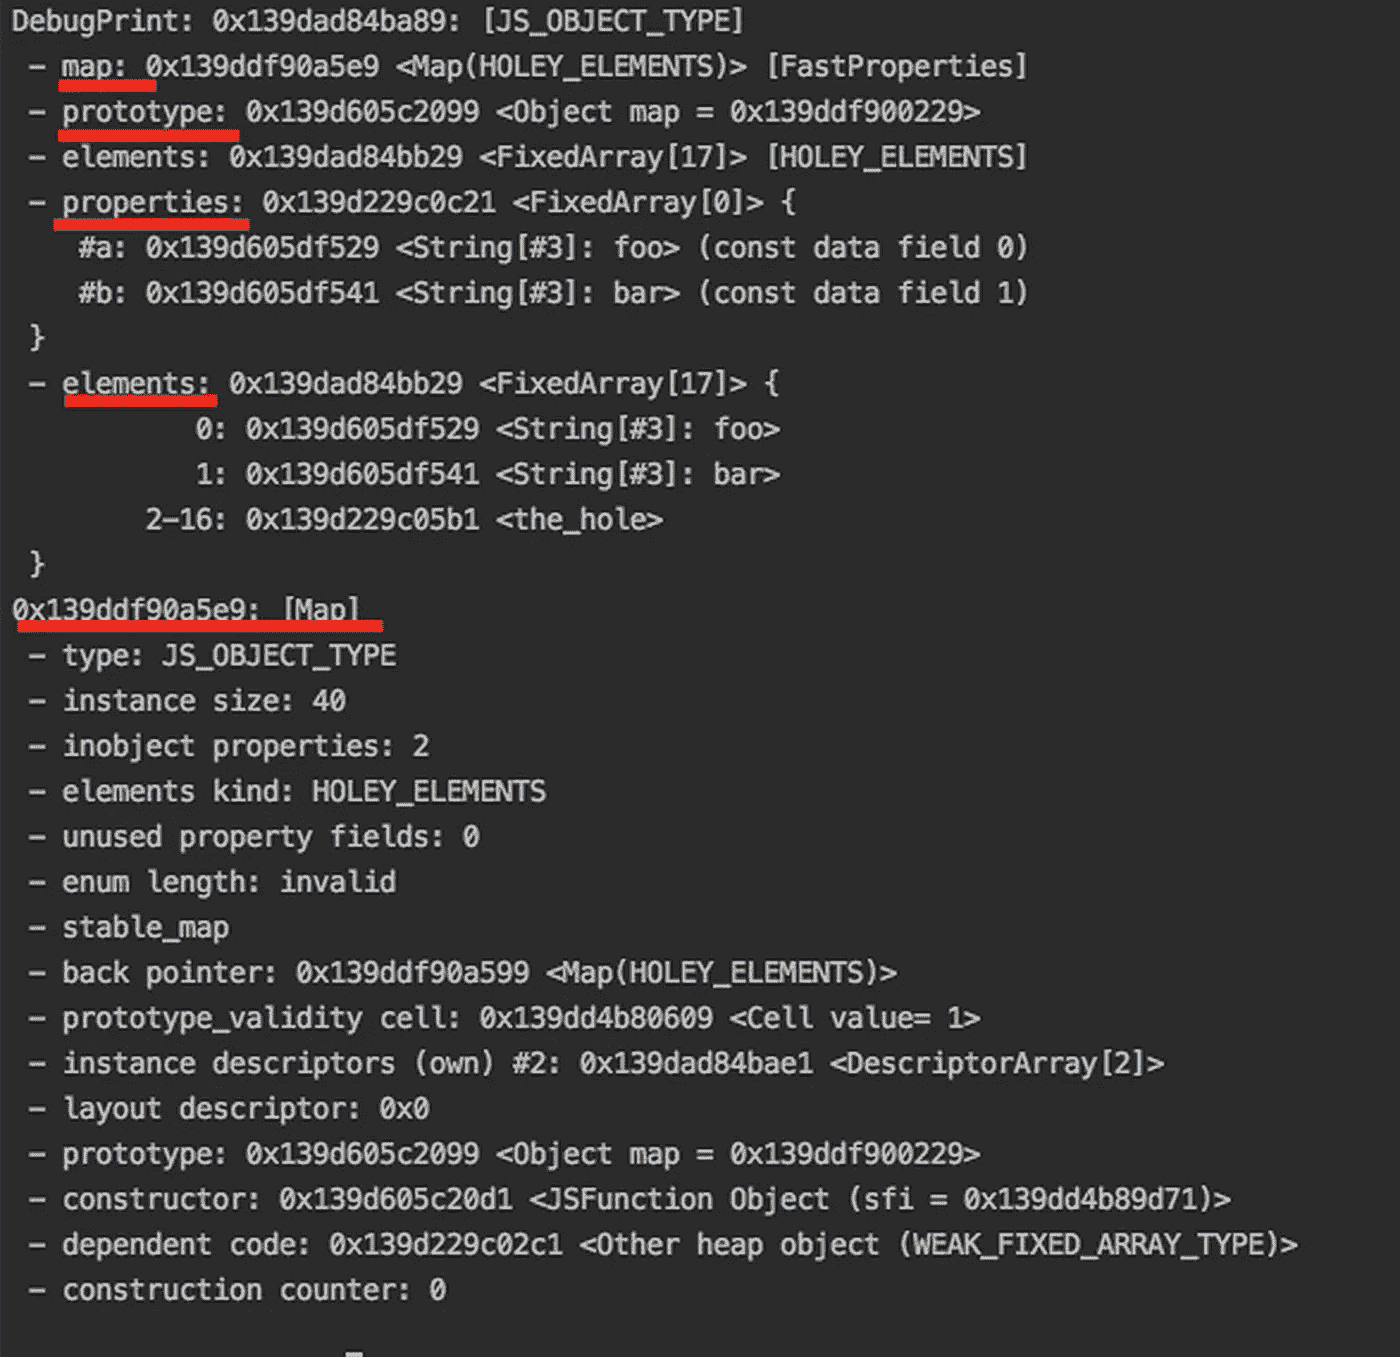 DebugPrint: 0x139dad84ba89: [JS_OBJECT_TYPE]
- map: 0x139ddf90a5e9 <Map(HOLEY_ELEMENTS)> [FastProperties]
- prototype: 0x139d605c2099 <Object map = 0x139ddf900229>
- elements: 0x139dad84bb29 <FixedArray[17]> [HOLEY_ELEMENTS]
- properties: 0x139d229c0c21 <FixedArray[0]> {
#a: 0x139d605df529 <String[#3]: foo> (const data field 0)
#b: 0x139d605df541 <String[#3]: bar> (const data field 1)
}
- elements: 0x139dad84bb29 <FixedArray[17]> {
0: 0x139d605df529 <String[#3]: foo>
1: 0x139d605df541 <String[#3]: bar>
2-16: 0x139d229c05b1 <the_hole>
}
0x139ddf90a5e9: [Map]
- type: JS_OBJECT_TYPE
- instance size: 40
- inobject properties: 2
- elements kind: HOLEY_ELEMENTS
- unused property fields: 0
- enum length: invalid
- stable_map
- back pointer: 0x139ddf90a599 <Map(HOLEY_ELEMENTS)>
- prototype_validity cell: 0x139dd4b80609 <Cell value= 1>
- instance descriptors (own) #2: 0x139dad84bae1 <DescriptorArray[2]>
- layout descriptor: 0x0
- prototype: 0x139d605c2099 <Object map = 0x139ddf900229>
- constructor: 0x139d605c20d1 <JSFunction Object (sfi = 0x139dd4b89d71)>
- dependent code: 0x139d229c02c1 <Other heap object (WEAK_FIXED_ARRAY_TYPE)>
- construction counter: 0